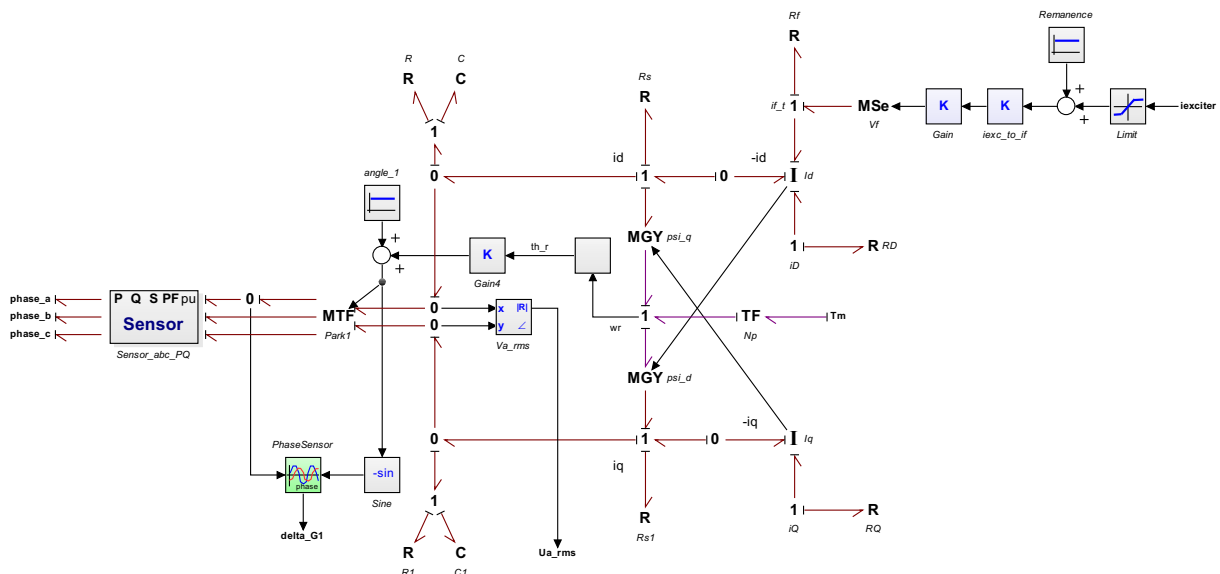 Rf
Remanence
R
R C Rs
R C R
if_t 1 MSe K K iexciter
Vf Gain iexc_to_if Limit
+
+
1
id -id
angle_1 0 1 0 I Id
+
+
K th_r MGY psi_q 1 R RD
Gain4 iD
phase_a P Q S PF pu 0
phase_b Sensor MTF 0 x |R| 1 TF Tm
phase_c 0 y ∠
Sensor_abc_PQ Park1 Va_rms wr Np
MGY psi_d
-iq
0 1 0 I Iq
PhaseSensor iq
phase -sin
Sine
1 R 1 R
Rs1 iQ RQ
delta_G1
R C Ua_rms
R1 C1